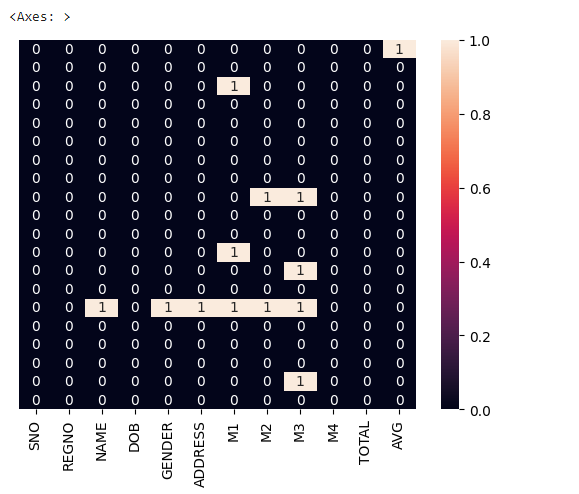 <Axes: >
0 0 0 0 0 0 0 0 0 0 0 1
0 0 0 0 0 0 0 0 0 0 0 0
0 0 0 0 0 0 1 0 0 0 0 0
0 0 0 0 0 0 0 0 0 0 0 0
0 0 0 0 0 0 0 0 0 0 0 0
0 0 0 0 0 0 0 0 0 0 0 0
0 0 0 0 0 0 0 0 0 0 0 0
0 0 0 0 0 0 0 0 0 0 0 0
0 0 0 0 0 0 0 1 1 0 0 0
0 0 0 0 0 0 0 0 0 0 0 0
0 0 0 0 0 0 0 0 0 0 0 0
0 0 0 0 0 0 1 0 0 0 0 0
0 0 0 0 0 0 0 0 1 0 0 0
0 0 0 0 0 0 0 0 0 0 0 0
0 0 1 0 1 1 1 1 1 0 0 0
0 0 0 0 0 0 0 0 0 0 0 0
0 0 0 0 0 0 0 0 0 0 0 0
0 0 0 0 0 0 0 0 0 0 0 0
0 0 0 0 0 0 0 0 1 0 0 0
0 0 0 0 0 0 0 0 0 0 0 0
SNO
REGNO
NAME
DOB
GENDER
ADDRESS
M1
M2
M3
M4
TOTAL
AVG
1.0
0.8
0.6
0.4
0.2
0.0